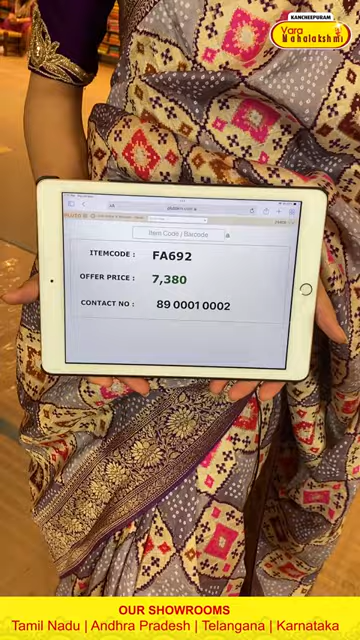 KANCHEEPURAM
Vara
Mahalakshmi
Item Code / Barcode
ITEMCODE : FA692
OFFER PRICE : 7,380
CONTACT NO : 89 0001 0002
OUR SHOWROOMS
Tamil Nadu | Andhra Pradesh | Telangana | Karnataka